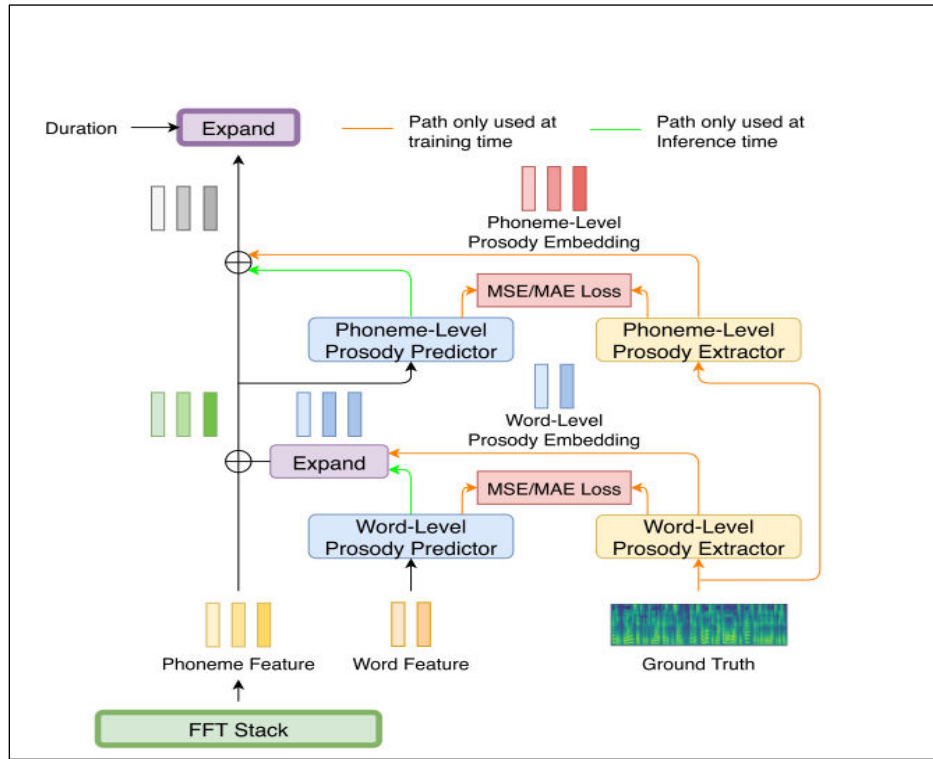 Duration
Expand
Path only used at
training time
Path only used at
Inference time
Phoneme-Level
Prosody Embedding
MSE/MAE Loss
Phoneme-Level
Prosody Predictor
Phoneme-Level
Prosody Extractor
Word-Level
Prosody Embedding
Expand
MSE/MAE Loss
Word-Level
Prosody Predictor
Word-Level
Prosody Extractor
Phoneme Feature
Word Feature
Ground Truth
FFT Stack